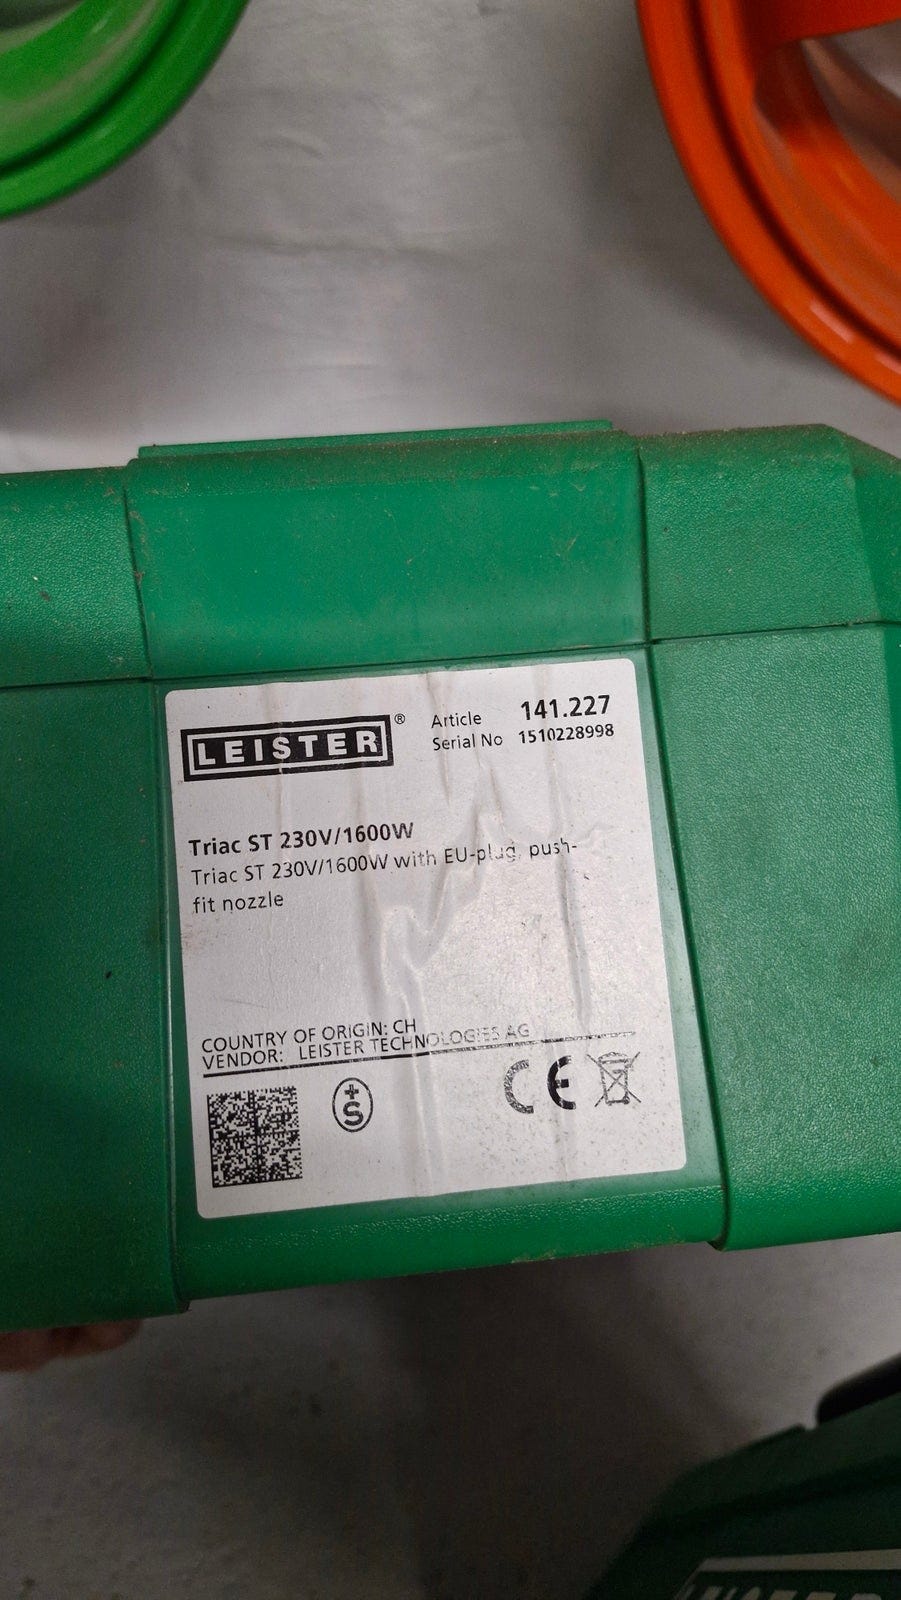 LEISTER®
Article 141.227
Serial No 1510228998
Triac ST 230V/1600W
Triac ST 230V/1600W with EU-plug, push-
fit nozzle
COUNTRY OF ORIGIN: CH
VENDOR: LEISTER TECHNOLOGIES AG
+S
CE